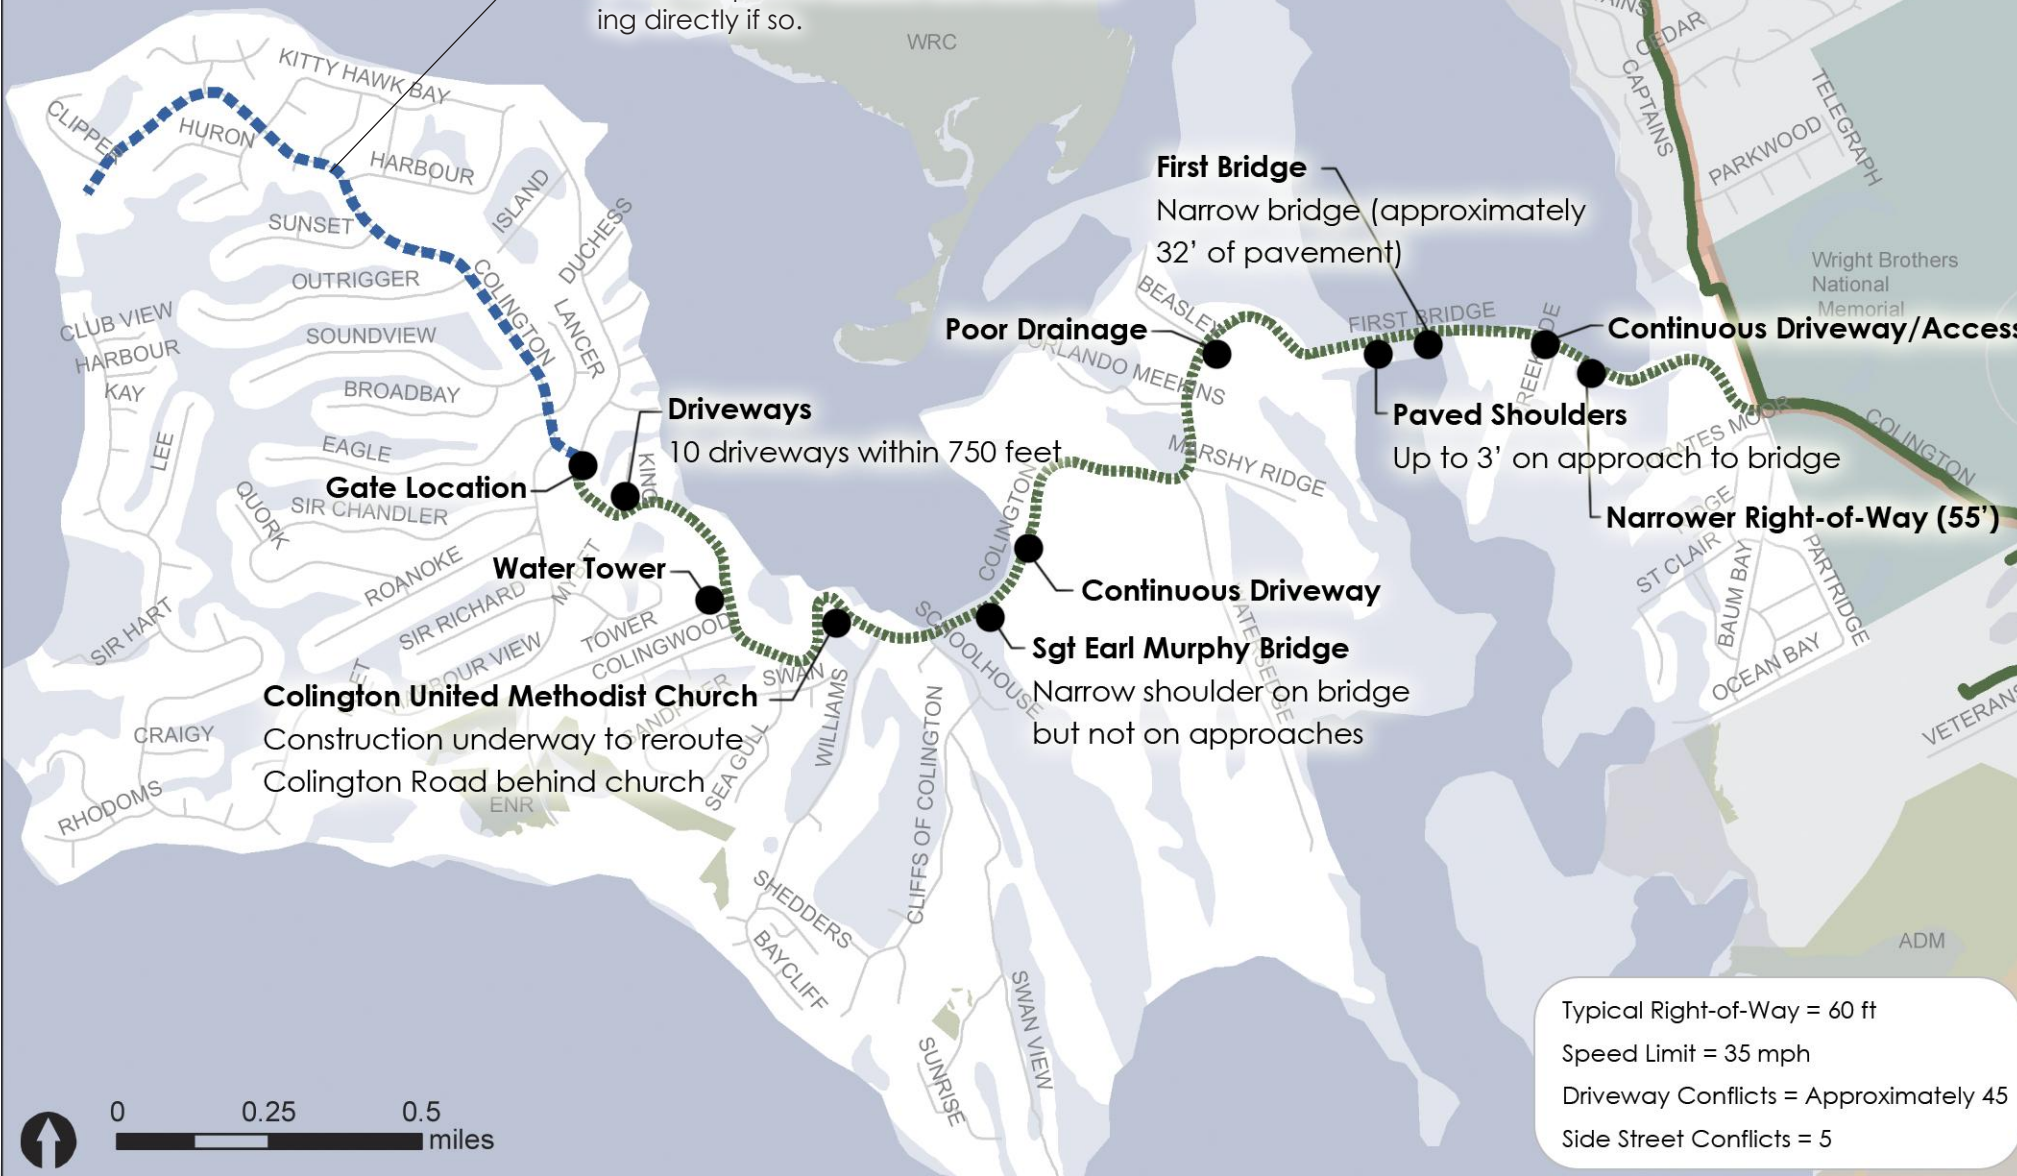 ing directly if so.
WRC
CEDAR
CAPTAINS
TELEGRAPH
PARKWOOD
KITTY HAWK BAY
CLIPPER
HURON
HARBOUR
ISLAND
DUCHESS
SUNSET
OUTRIGGER
COLINGTON
LANCER
CLUB VIEW
SOUNDVIEW
HARBOUR
KAY
BROADBAY
LEE
EAGLE
QUORK
SIR CHANDLER
KING
ROANOKE
SIR RICHARD
SIR HART
HARBOUR VIEW
TOWER
COLINGWOOD
SWAN
SEA GULL
WILLIAMS
CRAIGY
RHODOMS
ENR
First Bridge
Narrow bridge (approximately
32' of pavement)
Wright Brothers
National
Memorial
BEASLEY
FIRST BRIDGE
Poor Drainage
ORLANDO MEEKINS
Continuous Driveway/Access
Paved Shoulders
Up to 3' on approach to bridge
PIRATES MOOR
COLINGTON
Narrower Right-of-Way (55')
MARSHY RIDGE
Driveways
10 driveways within 750 feet
Gate Location
Water Tower
COLINGTON
Continuous Driveway
Sgt Earl Murphy Bridge
Narrow shoulder on bridge
but not on approaches
SCHOOLHOUSE
WATERSEDGE
Colington United Methodist Church
Construction underway to reroute
Colington Road behind church
CLIFFS OF COLINGTON
ST CLAIR
BAUM BAY
PARTRIDGE
OCEAN BAY
VETERANS
SHEDDERS
BAYCLIFF
SUNRISE
SWAN VIEW
ADM
Typical Right-of-Way = 60 ft
Speed Limit = 35 mph
Driveway Conflicts = Approximately 45
Side Street Conflicts = 5
0 0.25 0.5
miles